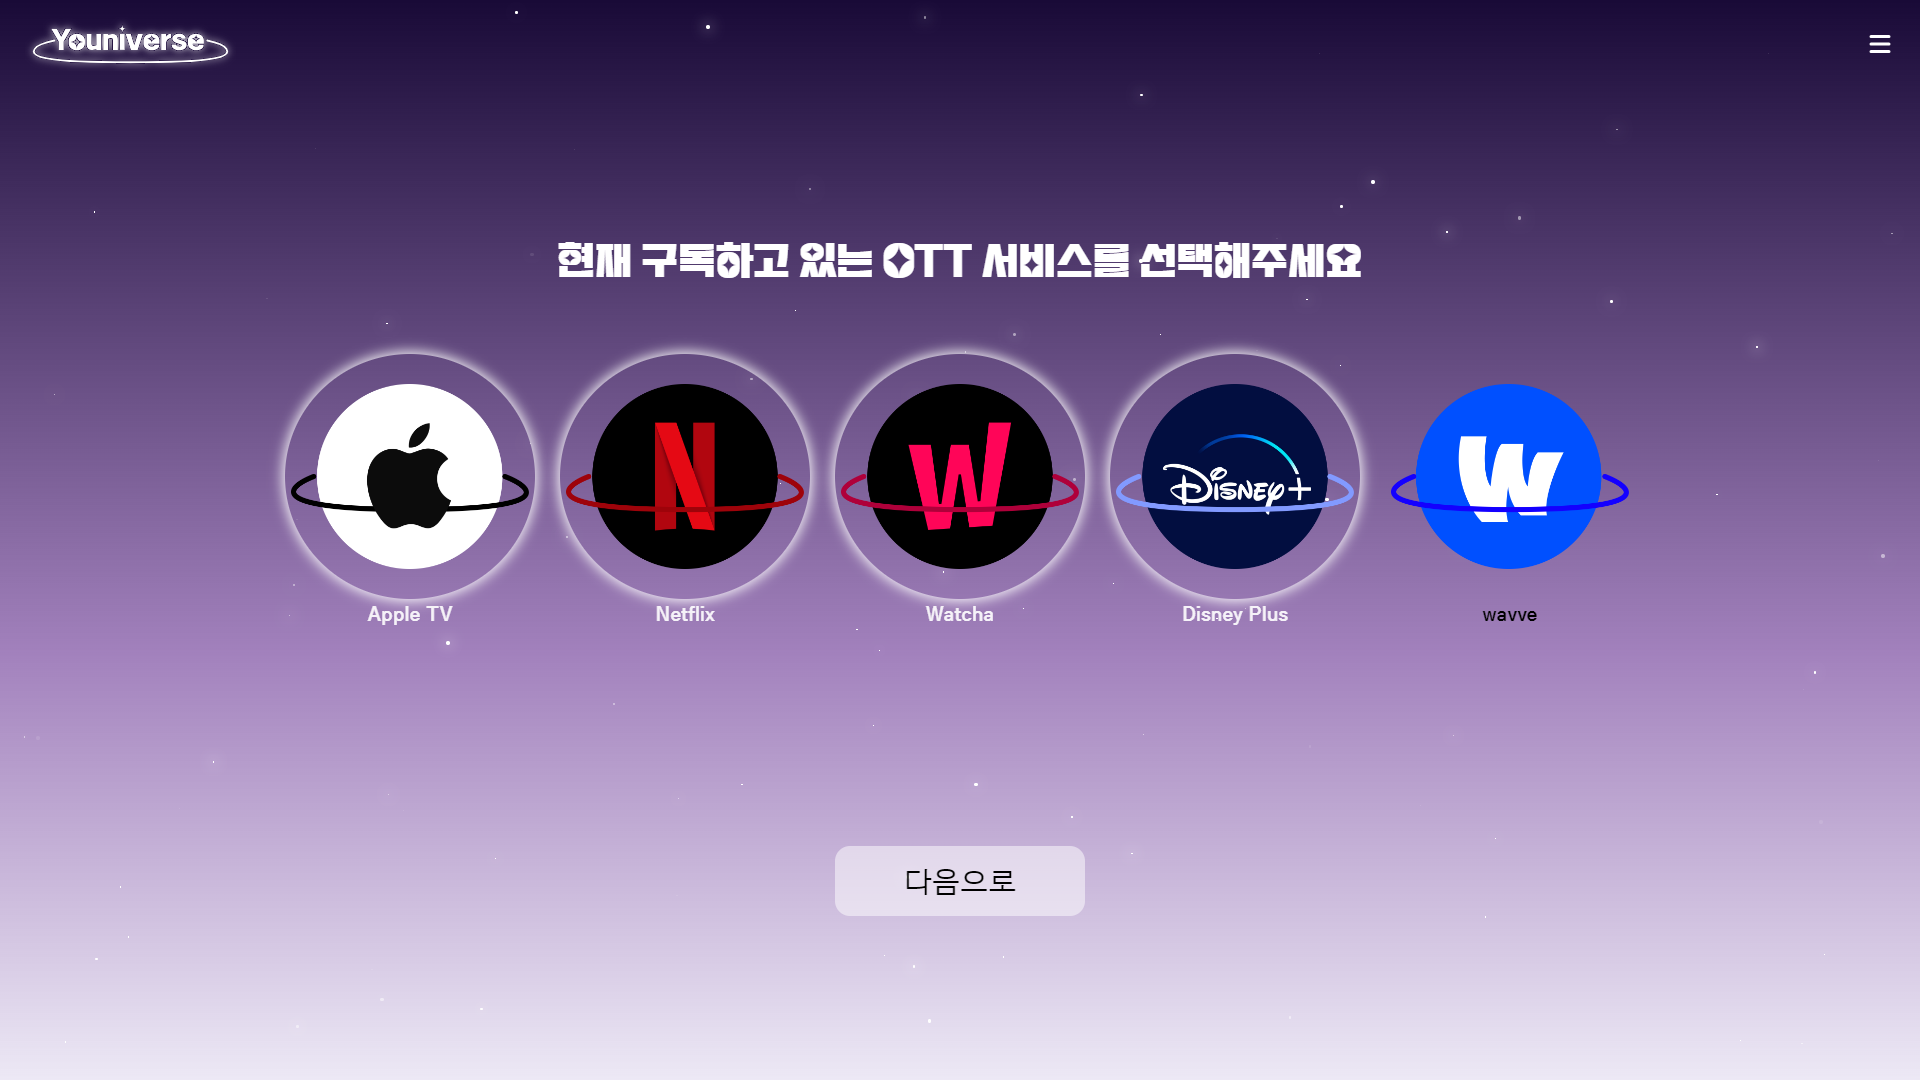 Youniverse
현재 구독하고 있는 OTT 서비스를 선택해주세요
N
W
Disney+
W
Apple TV
Netflix
Watcha
Disney Plus
wavve
다음으로